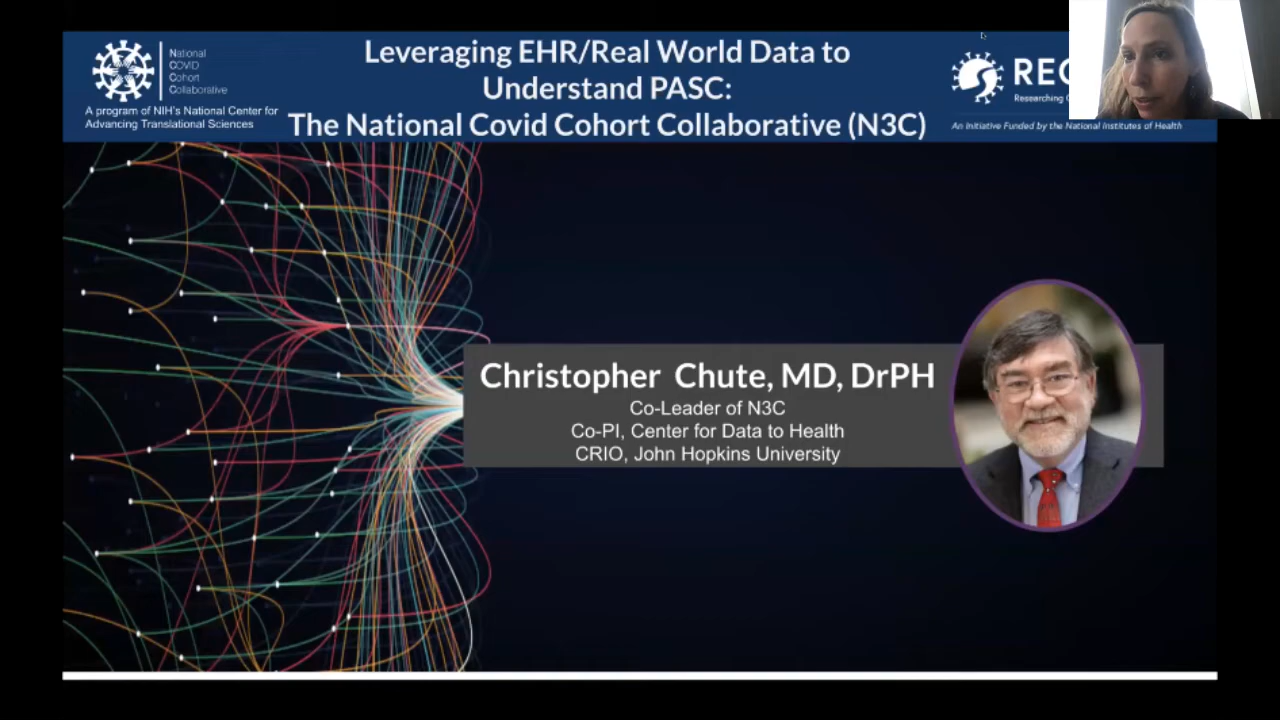 National
COVID
Cohort
Collaborative
A program of NIH's National Center for
Advancing Translational Sciences
Leveraging EHR/Real World Data to
Understand PASC:
The National Covid Cohort Collaborative (N3C)
Researching
An Initiative Funded by the National Institutes of Health
Christopher Chute, MD, DrPH
Co-Leader of N3C
Co-PI, Center for Data to Health
CRIO, John Hopkins University